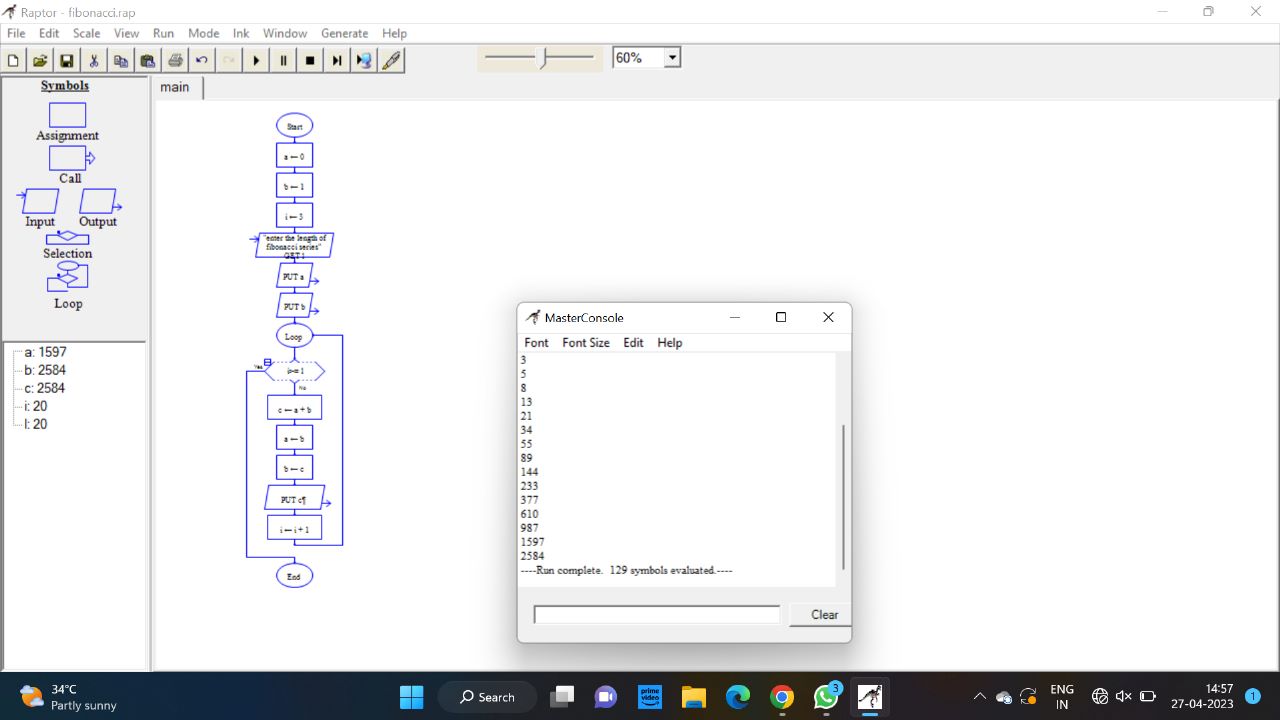 Raptor - fibonacci.rap
File Edit Scale View Run Mode Ink Window Generate Help
60%
Symbols
Assignment
Call
Input Output
Selection
Loop
a: 1597
b: 2584
c: 2584
i: 20
l: 20
main
Start
a ← 0
b ← 1
i ← 3
"enter the length of
fibonacci series"
GET l
PUT a
PUT b
Loop
Yes
No
c ← a + b
a ← b
b ← c
PUT c¶
i ← i + 1
End
MasterConsole
Font Font Size Edit Help
3
5
8
13
21
34
55
89
144
233
377
610
987
1597
2584
----Run complete. 129 symbols evaluated.----
Clear
34°C
Partly sunny
Search
prime
video
3
ENG
IN
14:57
27-04-2023
1